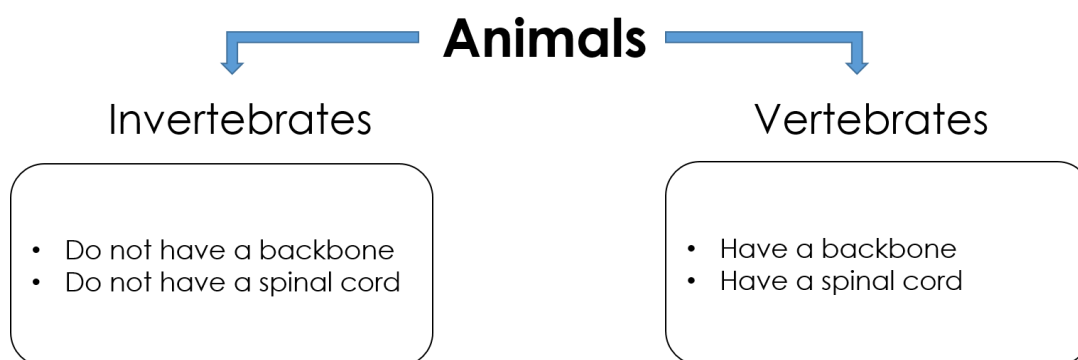 Animals
Invertebrates
Vertebrates
• Do not have a backbone
• Do not have a spinal cord
• Have a backbone
• Have a spinal cord